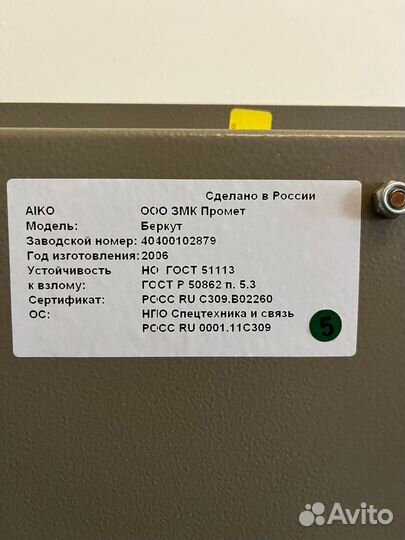 Сделано в России
AIKO ООО ЗМК Промет
Модель: Беркут
Заводской номер: 40400102879
Год изготовления: 2006
Устойчивость НО ГОСТ 51113
к взлому: ГОСТ Р 50862 п. 5.3
Сертификат: РОСС RU С309.В02260
ОС: НПО Спецтехника и связь
РОСС RU 0001.11С309
5
Avito